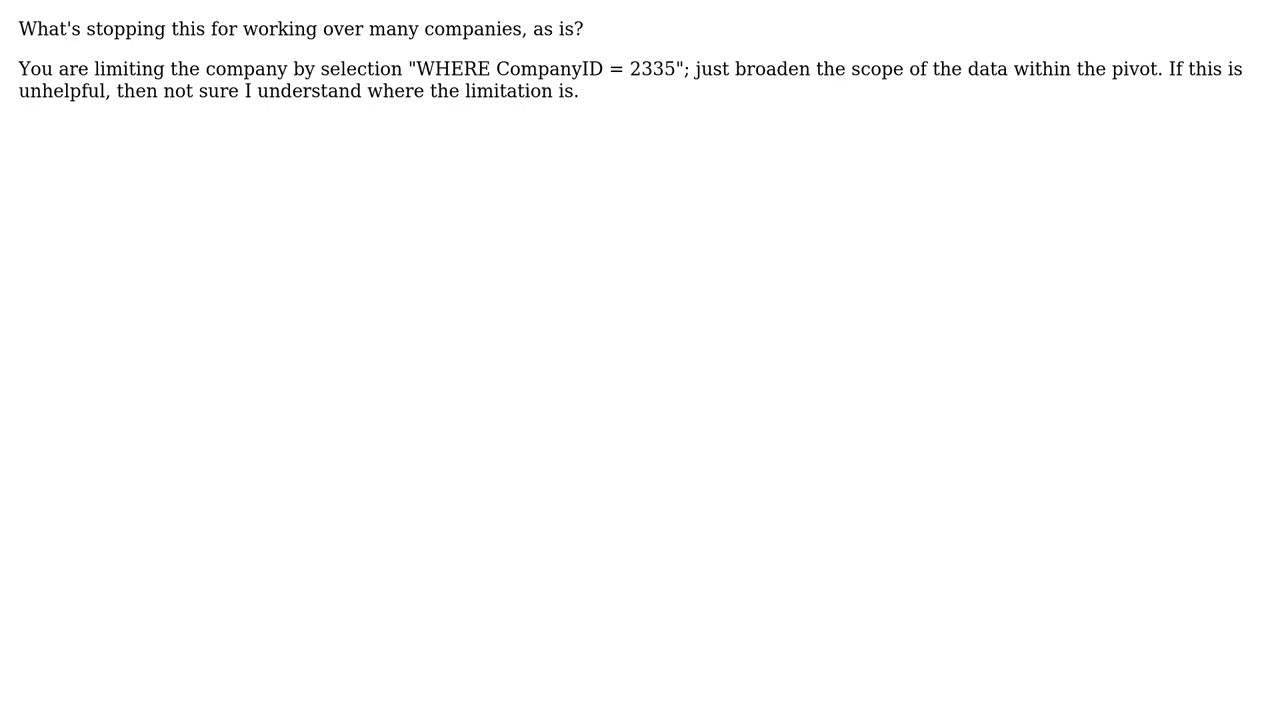 What's stopping this for working over many companies, as is?
You are limiting the company by selection "WHERE CompanyID = 2335"; just broaden the scope of the data within the pivot. If this is
unhelpful, then not sure I understand where the limitation is.